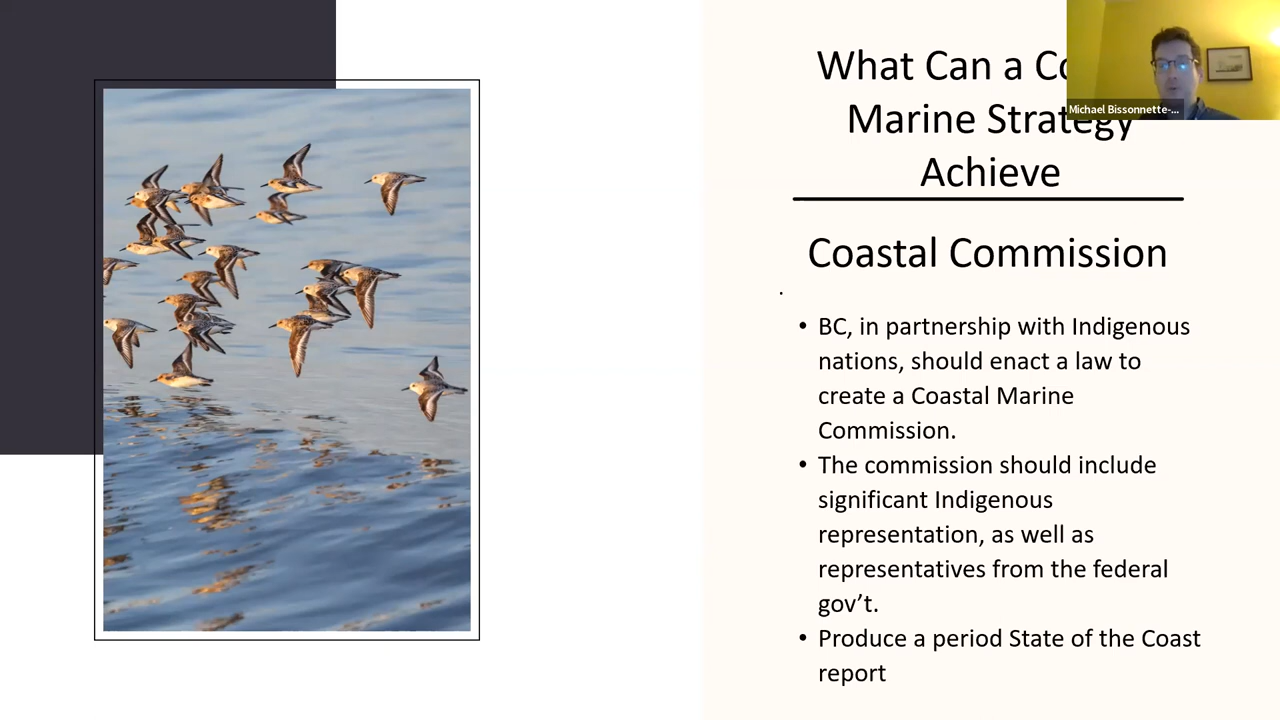 What Can a Co
Marine Strategy
Achieve
Michael Bissonnette-...
Coastal Commission
.
• BC, in partnership with Indigenous
nations, should enact a law to
create a Coastal Marine
Commission.
• The commission should include
significant Indigenous
representation, as well as
representatives from the federal
gov’t.
• Produce a period State of the Coast
report